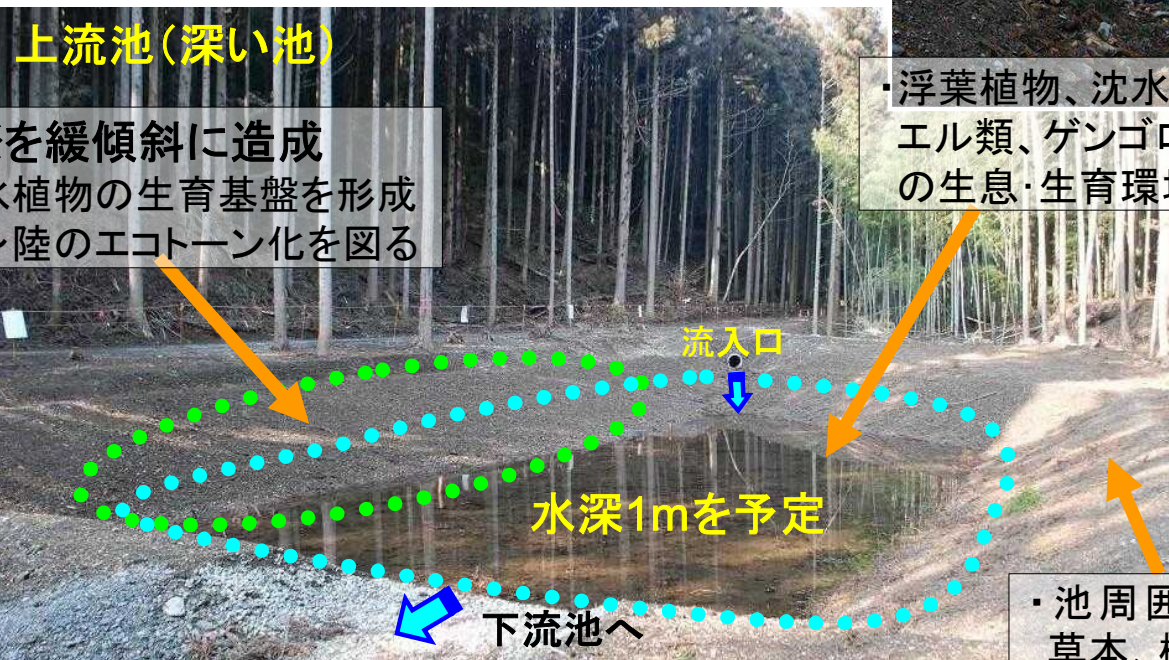 上流池(深い池)
を緩傾斜に造成
植物の生育基盤を形成
陸のエコトーン化を図る
・浮葉植物、沈水
エル類、ゲンゴロ
の生息・生育環
流入口
水深1mを予定
下流池へ
・池周囲
草本、